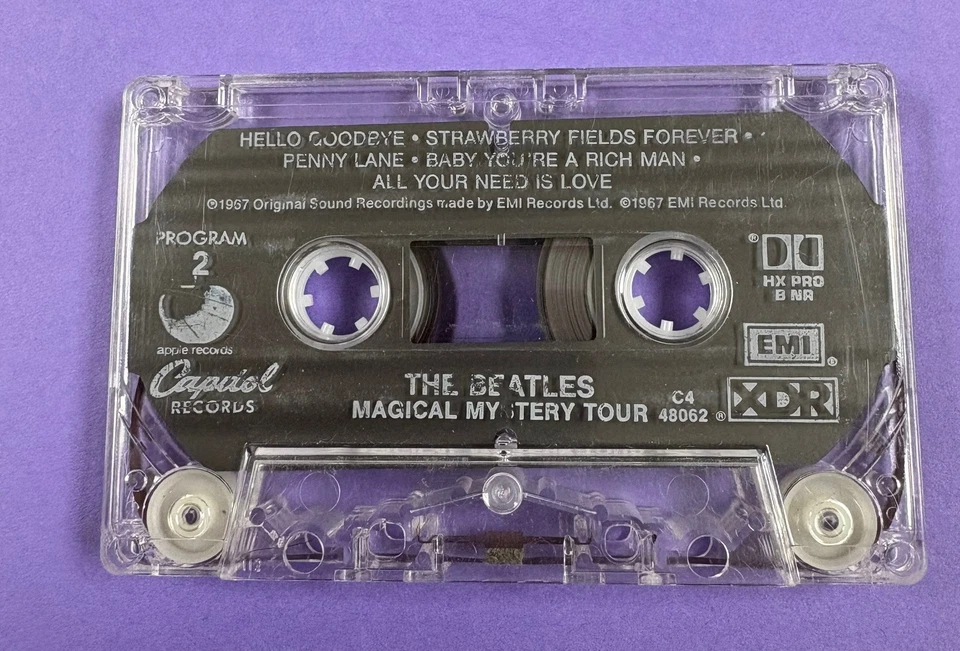 HELLO GOODBYE • STRAWBERRY FIELDS FOREVER •
PENNY LANE • BABY YOU'RE A RICH MAN •
ALL YOUR NEED IS LOVE
℗1967 Original Sound Recordings made by EMI Records Ltd. ©1967 EMI Records Ltd.
PROGRAM
2
apple records
Capitol
RECORDS
THE BEATLES
MAGICAL MYSTERY TOUR
C4
48062
®
HX PRO
B NR
EMI
®
® XDR